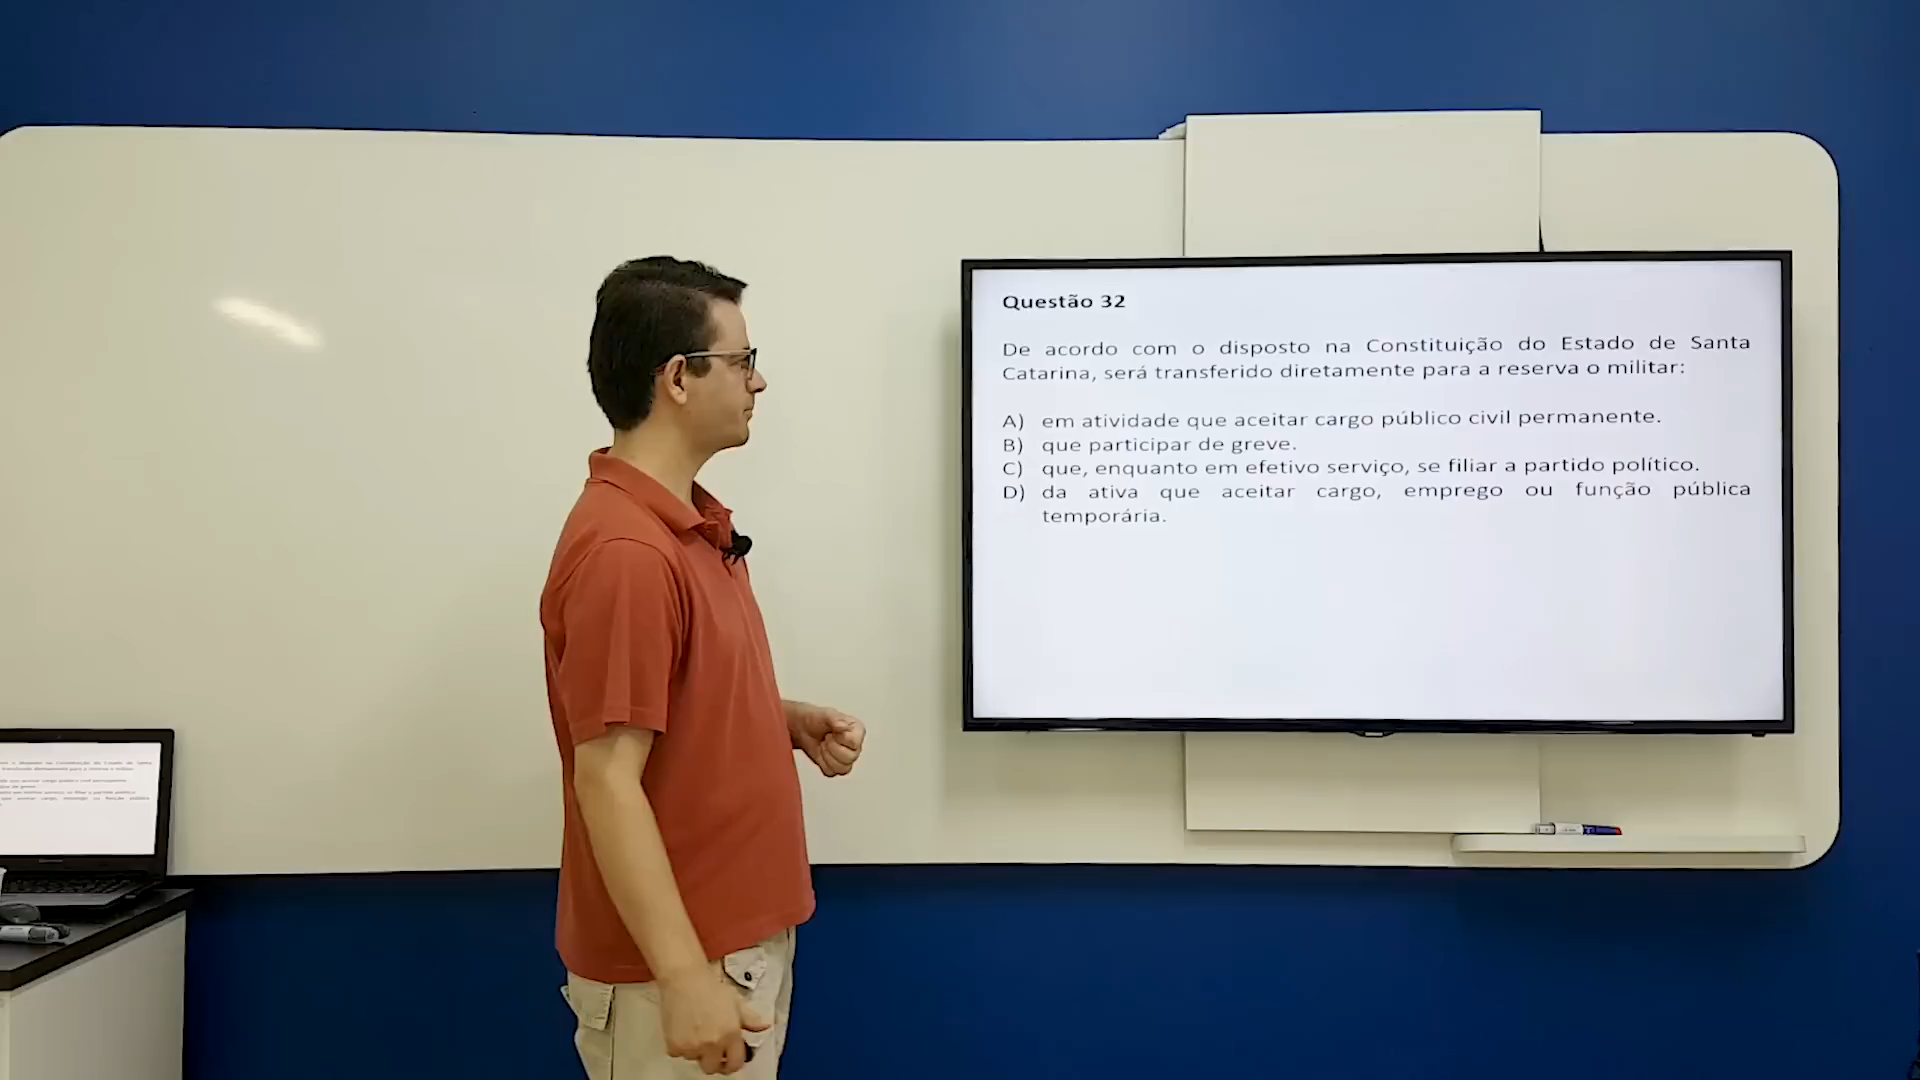 Questão 32
De acordo com o disposto na Constituição do Estado de Santa
Catarina, será transferido diretamente para a reserva o militar:
A) em atividade que aceitar cargo público civil permanente.
B) que participar de greve.
C) que, enquanto em efetivo serviço, se filiar a partido político.
D) da ativa que aceitar cargo, emprego ou função pública
temporária.